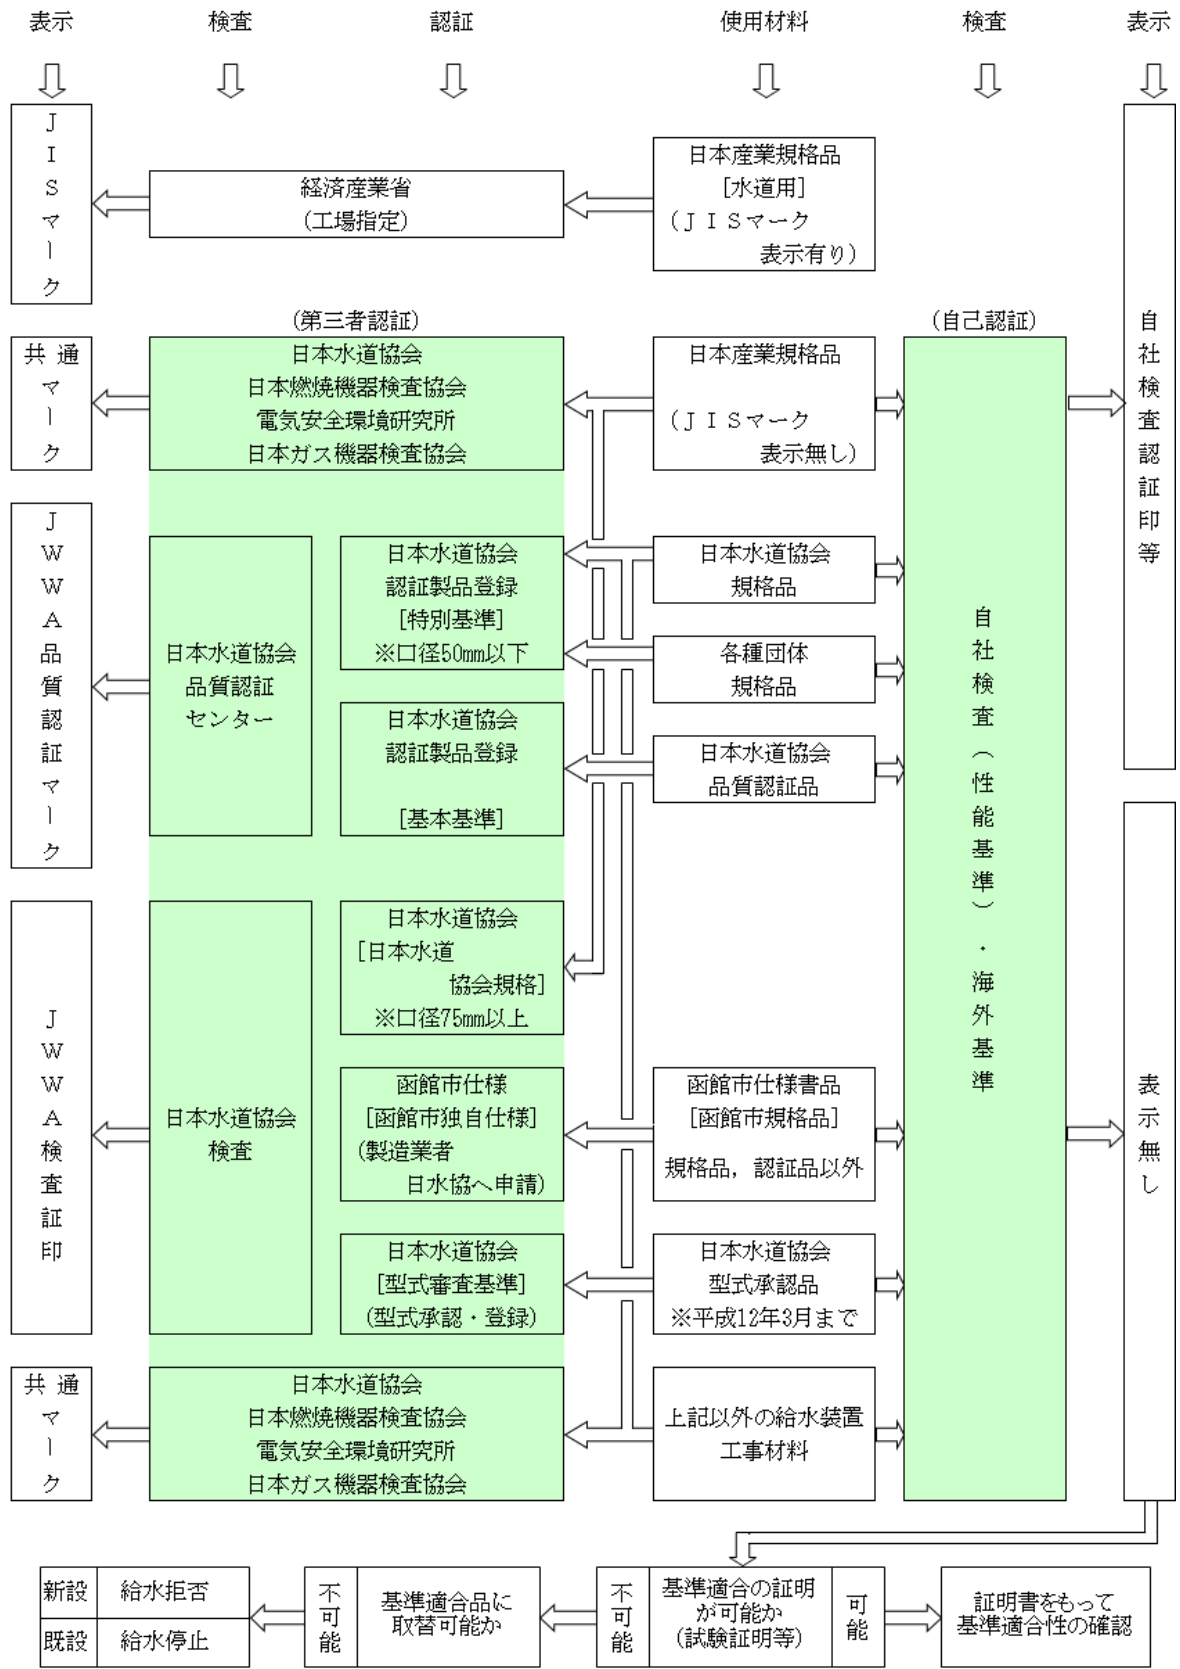 表示
検査
認証
使用材料
検査
表示
JISマーク
経済産業省
(工場指定)
日本産業規格品
[水道用]
(JISマーク
表示有り)
自社検査認証印等
(第三者認証)
(自己認証)
共通
マーク
日本水道協会
日本燃焼機器検査協会
電気安全環境研究所
日本ガス機器検査協会
日本産業規格品
(JISマーク
表示無し)
自社検査(性能基準)・海外基準
JWWA品質認証マーク
日本水道協会
品質認証
センター
日本水道協会
認証製品登録
[特別基準]
※口径50mm以下
日本水道協会
規格品
各種団体
規格品
日本水道協会
認証製品登録
[基本基準]
日本水道協会
品質認証品
表示無し
JWWA検査証印
日本水道協会
検査
日本水道協会
[日本水道
協会規格]
※口径75mm以上
函館市仕様
[函館市独自仕様]
(製造業者
日水協へ申請)
函館市仕様書品
[函館市規格品]
規格品，認証品以外
日本水道協会
[型式審査基準]
(型式承認・登録)
日本水道協会
型式承認品
※平成12年3月まで
共通
マーク
日本水道協会
日本燃焼機器検査協会
電気安全環境研究所
日本ガス機器検査協会
上記以外の給水装置
工事材料
新設
給水拒否
既設
給水停止
不可能
基準適合品に
取替可能か
不可能
基準適合の証明
が可能か
(試験証明等)
可能
証明書をもって
基準適合性の確認